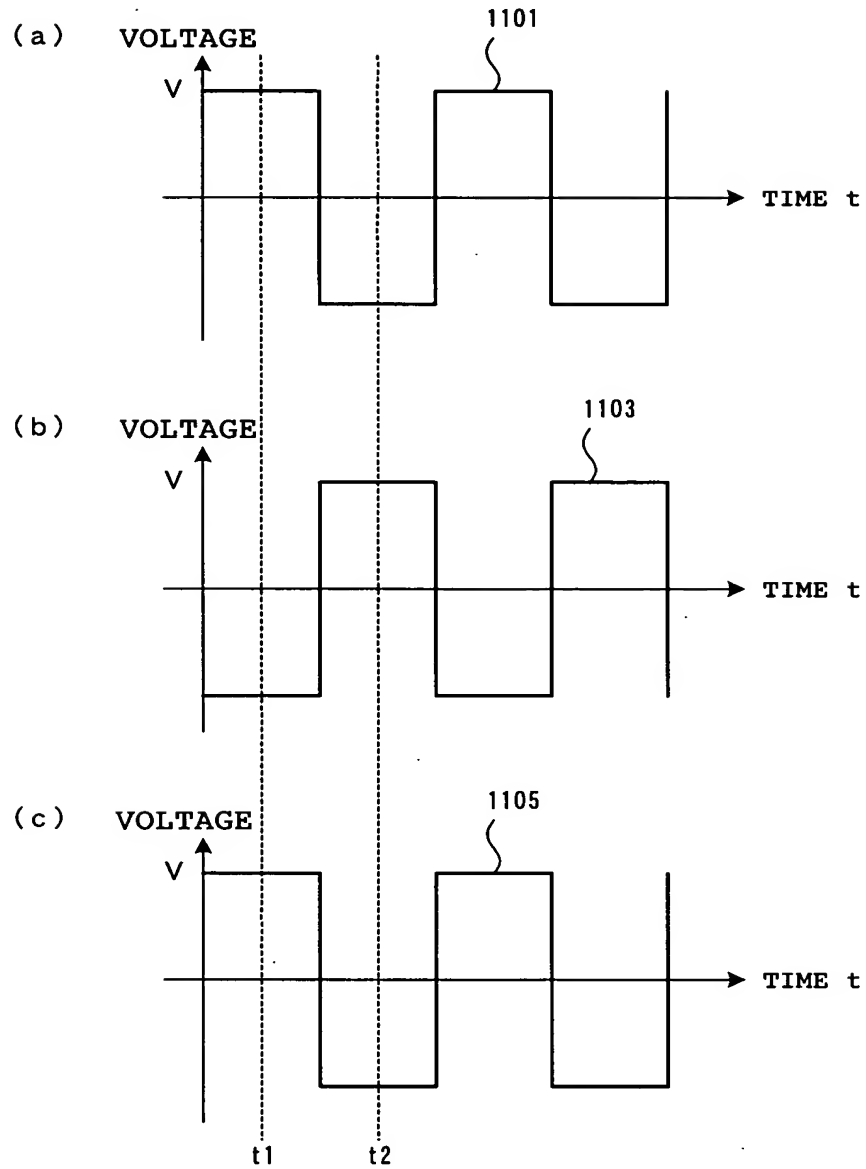 (a) VOLTAGE
1101
V
TIME t
(b) VOLTAGE
1103
V
TIME t
(c) VOLTAGE
1105
V
TIME t
t1 t2